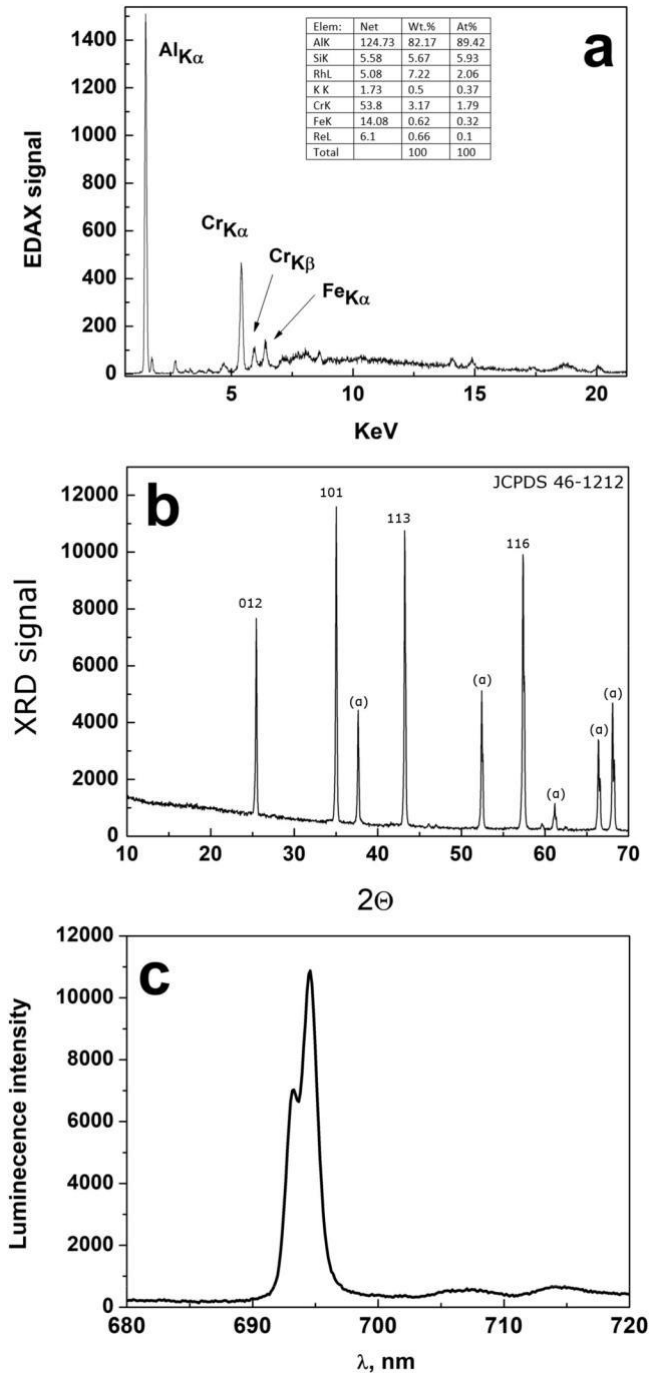 a
Elem: Net Wt.% At%
AlK 124.73 82.17 89.42
SiK 5.58 5.67 5.93
RhL 5.08 7.22 2.06
K K 1.73 0.5 0.37
CrK 53.8 3.17 1.79
FeK 14.08 0.62 0.32
ReL 6.1 0.66 0.1
Total 100 100
AlKα
CrKα
CrKβ
FeKα
EDAX signal
1400
1200
1000
800
600
400
200
0
5 10 15 20
KeV
b
JCPDS 46-1212
XRD signal
12000
10000
8000
6000
4000
2000
0
012
101
(α)
113
(α)
116
(α)
(α)
(α)
10 20 30 40 50 60 70
2Θ
c
Luminecence intensity
12000
10000
8000
6000
4000
2000
0
680 690 700 710 720
λ, nm